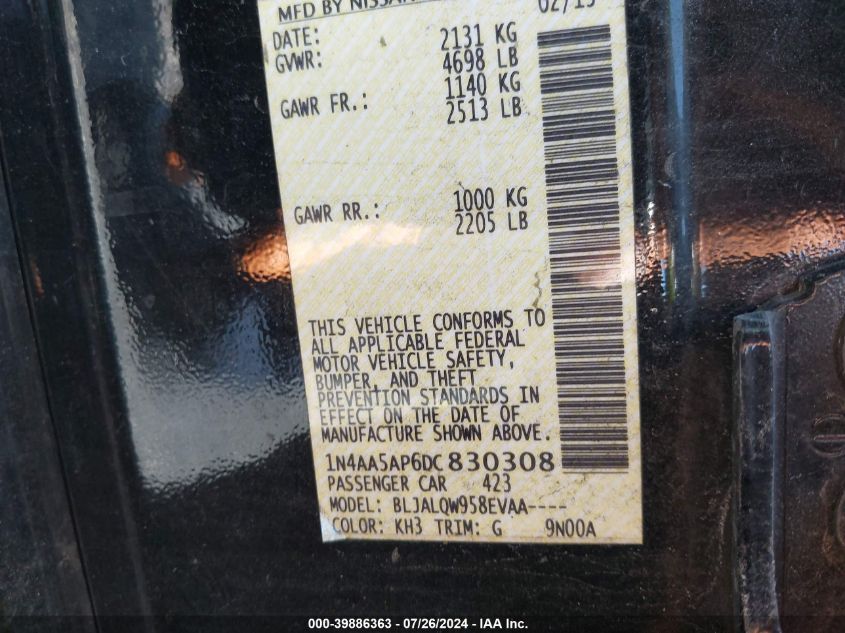 MFD BY NISSAN
DATE: 02/13
GVWR: 2131 KG
4698 LB
GAWR FR.: 1140 KG
2513 LB
GAWR RR.: 1000 KG
2205 LB
THIS VEHICLE CONFORMS TO
ALL APPLICABLE FEDERAL
MOTOR VEHICLE SAFETY,
BUMPER, AND THEFT
PREVENTION STANDARDS IN
EFFECT ON THE DATE OF
MANUFACTURE SHOWN ABOVE.
1N4AA5AP6DC830308
PASSENGER CAR 423
MODEL: BLJALQW958EVAA----
COLOR: KH3 TRIM: G 9N00A
000-39886363 - 07/26/2024 - IAA Inc.